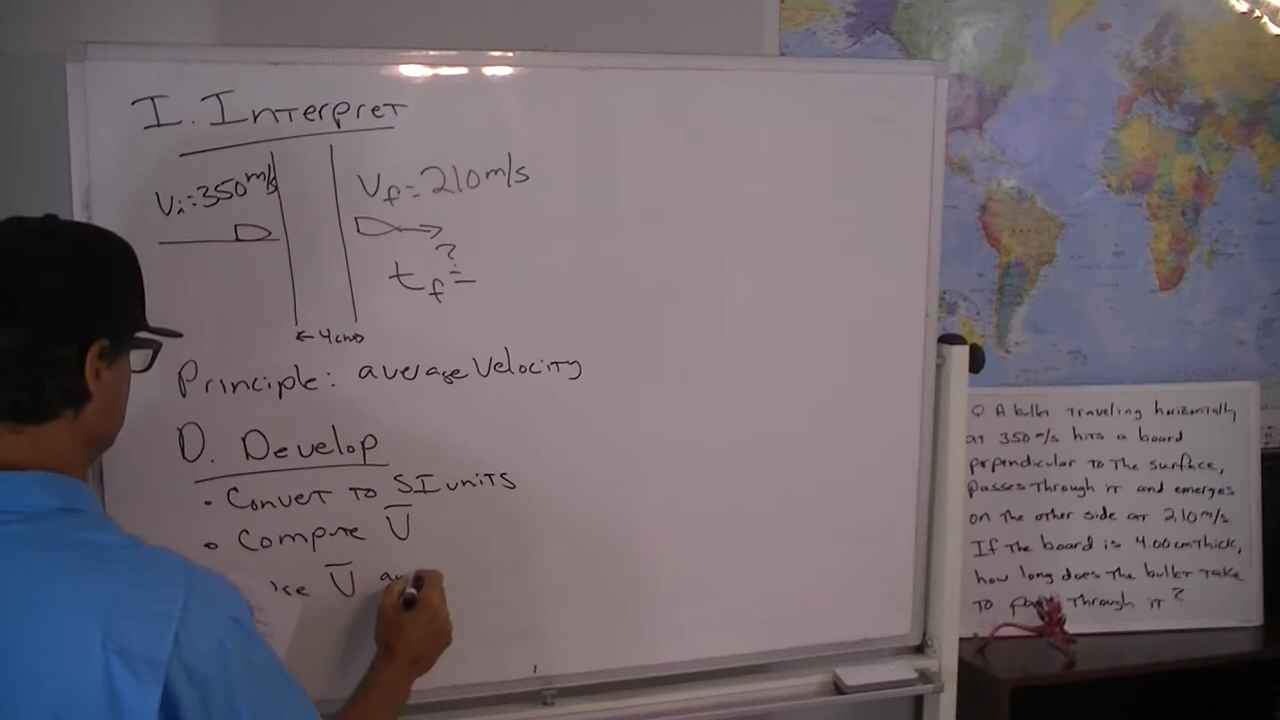 I. Interpret
Vi=350m/s
Vf=210m/s
?
tf=
←4cm→
Principle: average Velocity
D. Develop
• Convert to SI units
• Compute V̅
V̅
Q A bullet Traveling horizontally
at 350 m/s hits a board
perpendicular to The surface,
passes Through it and emerges
on The other side at 210 m/s.
If The board is 4.00 cm Thick,
how long does The bullet Take
To Through iT?